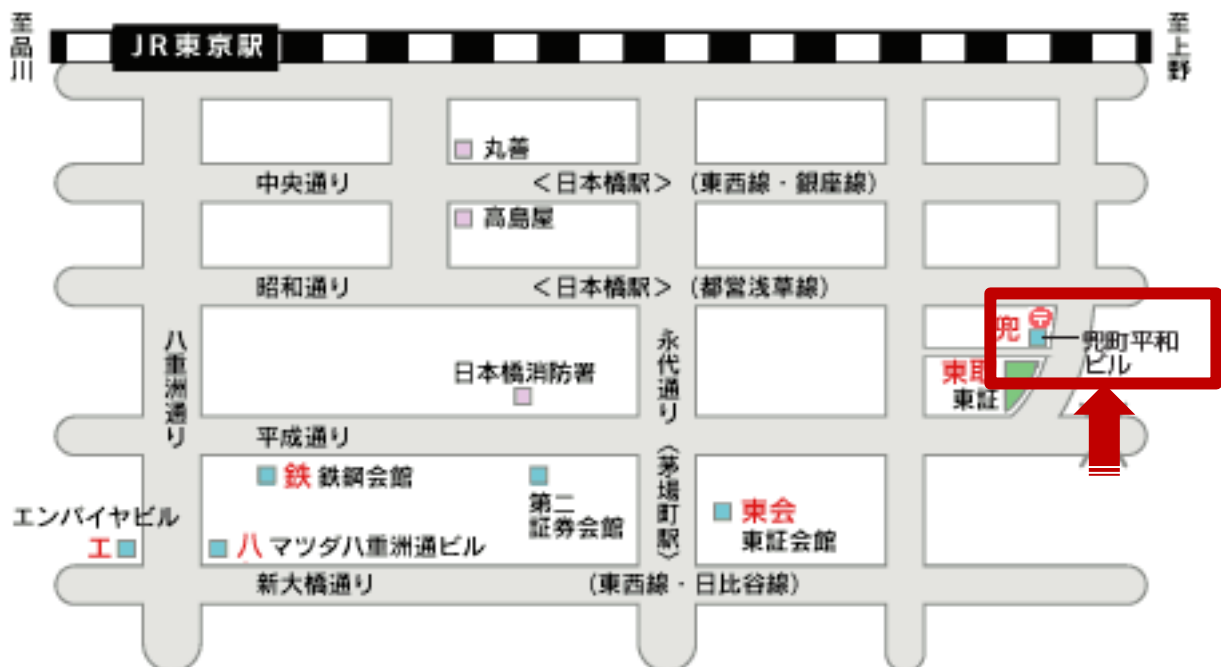 至品川
JR東京駅
至上野
丸善
中央通り
＜日本橋駅＞（東西線・銀座線）
高島屋
昭和通り
＜日本橋駅＞（都営浅草線）
八重洲通り
永代通り
兜
〒
兜町平和
ビル
日本橋消防署
東取
東証
平成通り
〈茅場町駅〉
鉄 鉄鋼会館
第二
証券会館
東会
東証会館
エンパイヤビル
エ
八 マツダ八重洲通ビル
新大橋通り
（東西線・日比谷線）